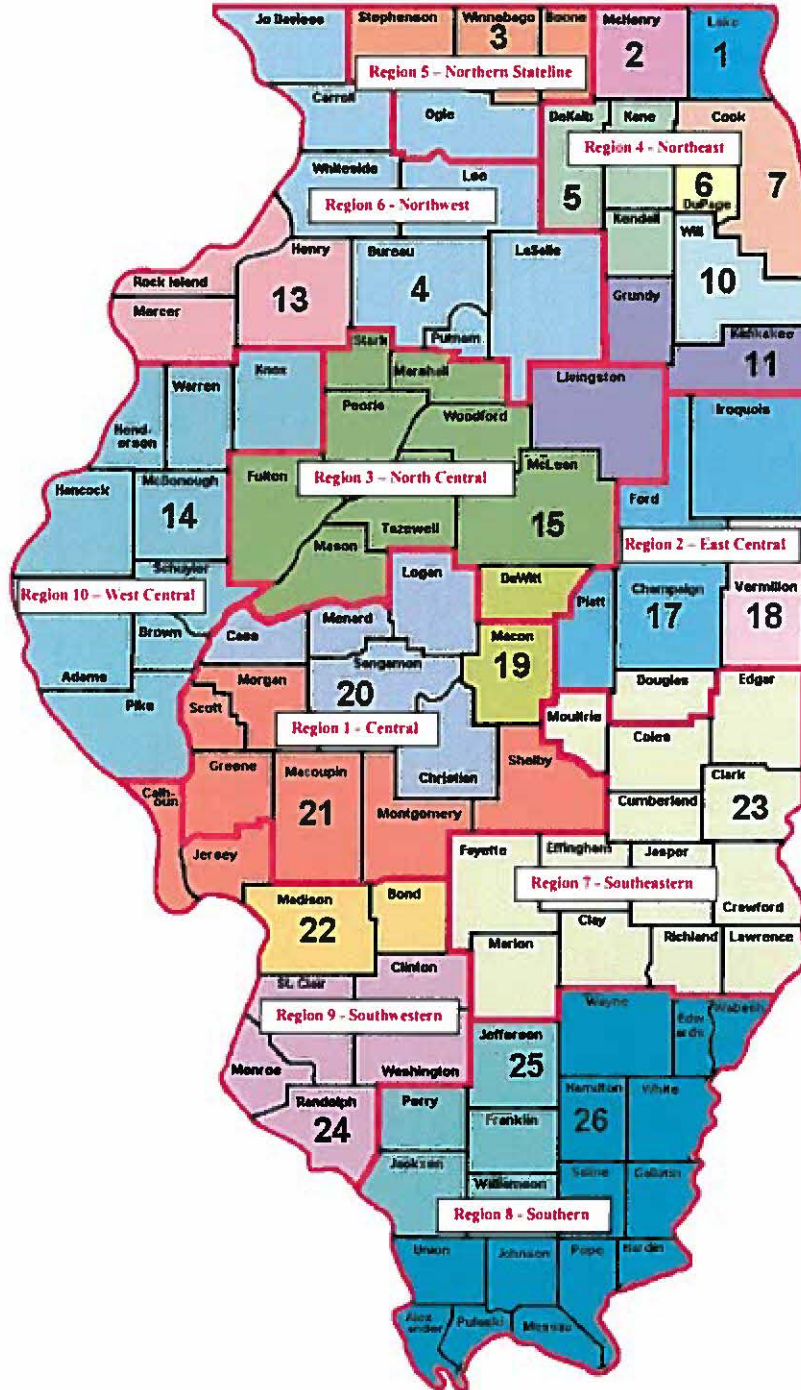 Jo Daviess
Stephenson
Winnebago
Boone
McHenry
Lake
3
2
1
Region 5 – Northern Stateline
Carroll
Ogle
DeKalb
Kane
Cook
Region 4 - Northeast
Whiteside
Lee
5
6
7
DuPage
Region 6 - Northwest
Kendall
Will
Henry
Bureau
LaSalle
10
Rock Island
13
4
Grundy
Mercer
Putnam
Kankakee
11
Stark
Marshall
Knox
Warren
Livingston
Peoria
Woodford
Iroquois
Hend-
erson
McLean
Hancock
McDonough
Fulton
Region 3 – North Central
Ford
14
15
Tazewell
Mason
Region 2 – East Central
Schuyler
Logan
DeWitt
Region 10 – West Central
Piatt
Champaign
Vermilion
17
18
Menard
Cass
Brown
Macon
Adams
Sangamon
19
Morgan
20
Douglas
Edgar
Pike
Scott
Moultrie
Region 1 - Central
Coles
Greene
Macoupin
Shelby
Christian
Clark
Cal-
houn
21
Montgomery
Cumberland
23
Jersey
Fayette
Effingham
Jasper
Region 7 - Southeastern
Madison
Bond
Crawford
22
Clay
Richland
Lawrence
Marion
Clinton
St. Clair
Wayne
Wabash
Edw
ards
Region 9 - Southwestern
Jefferson
25
Monroe
Washington
Hamilton
White
Randolph
Perry
24
Franklin
26
Jackson
Saline
Gallatin
Williamson
Region 8 - Southern
Union
Johnson
Pope
Hardin
Alex
ander
Pulaski
Massac